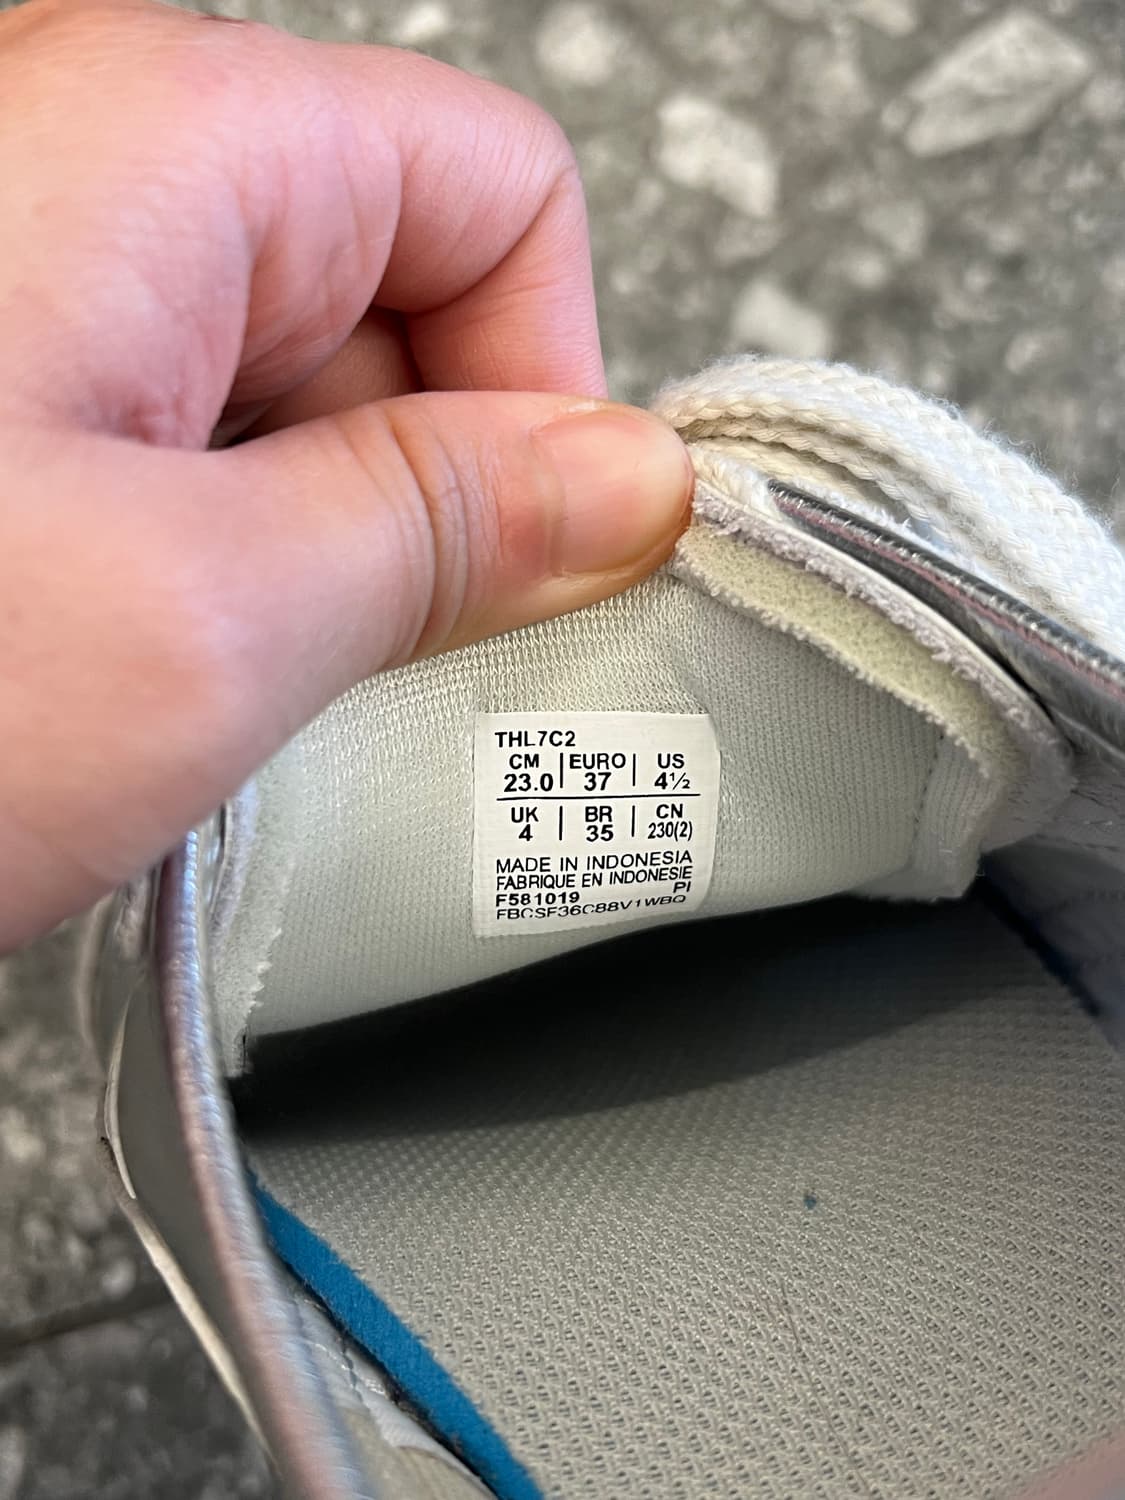 THL7C2
CM | EURO | US
23.0 | 37 | 4½
UK | BR | CN
4 | 35 | 230(2)
MADE IN INDONESIA
FABRIQUE EN INDONESIE
F581019 PI
FBCSF36C88V1WBQ